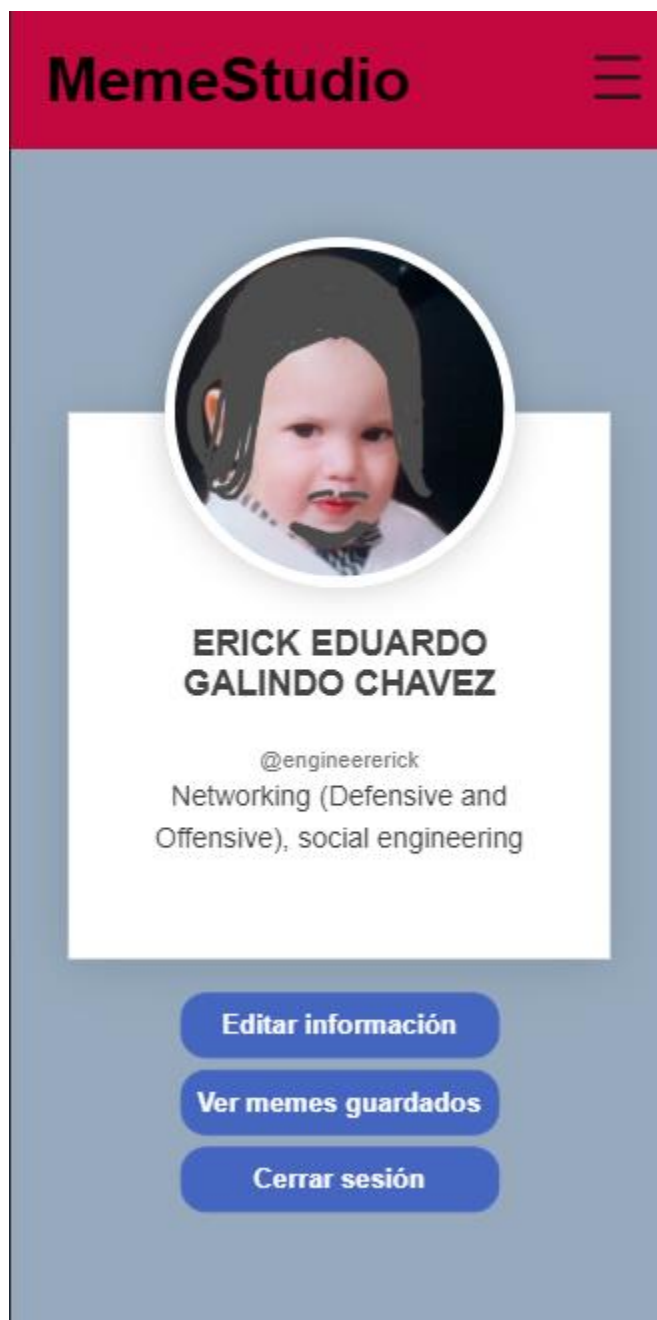 MemeStudio
ERICK EDUARDO
GALINDO CHAVEZ
@engineererick
Networking (Defensive and
Offensive), social engineering
Editar información
Ver memes guardados
Cerrar sesión